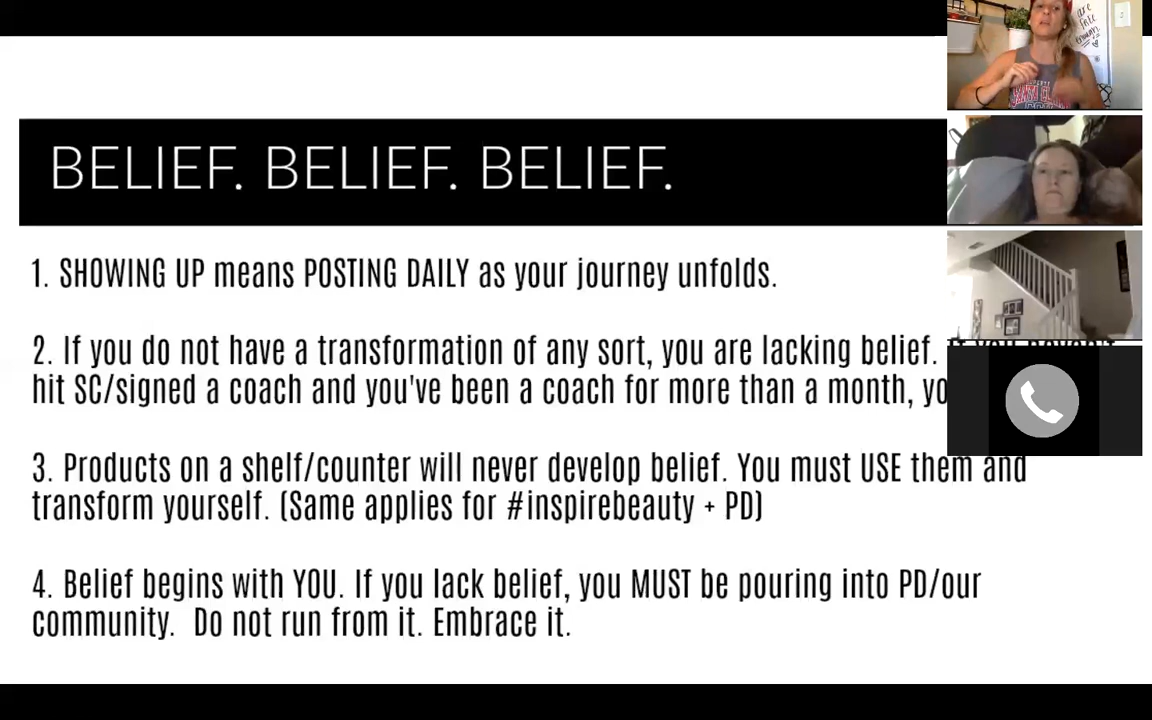 BELIEF. BELIEF. BELIEF.
1. SHOWING UP means POSTING DAILY as your journey unfolds.
2. If you do not have a transformation of any sort, you are lacking belief.
hit SC/signed a coach and you've been a coach for more than a month,
3. Products on a shelf/counter will never develop belief. You must USE them and
transform yourself. (Same applies for #inspirebeauty + PD)
4. Belief begins with YOU. If you lack belief, you MUST be pouring into PD/our
community.  Do not run from it. Embrace it.
are